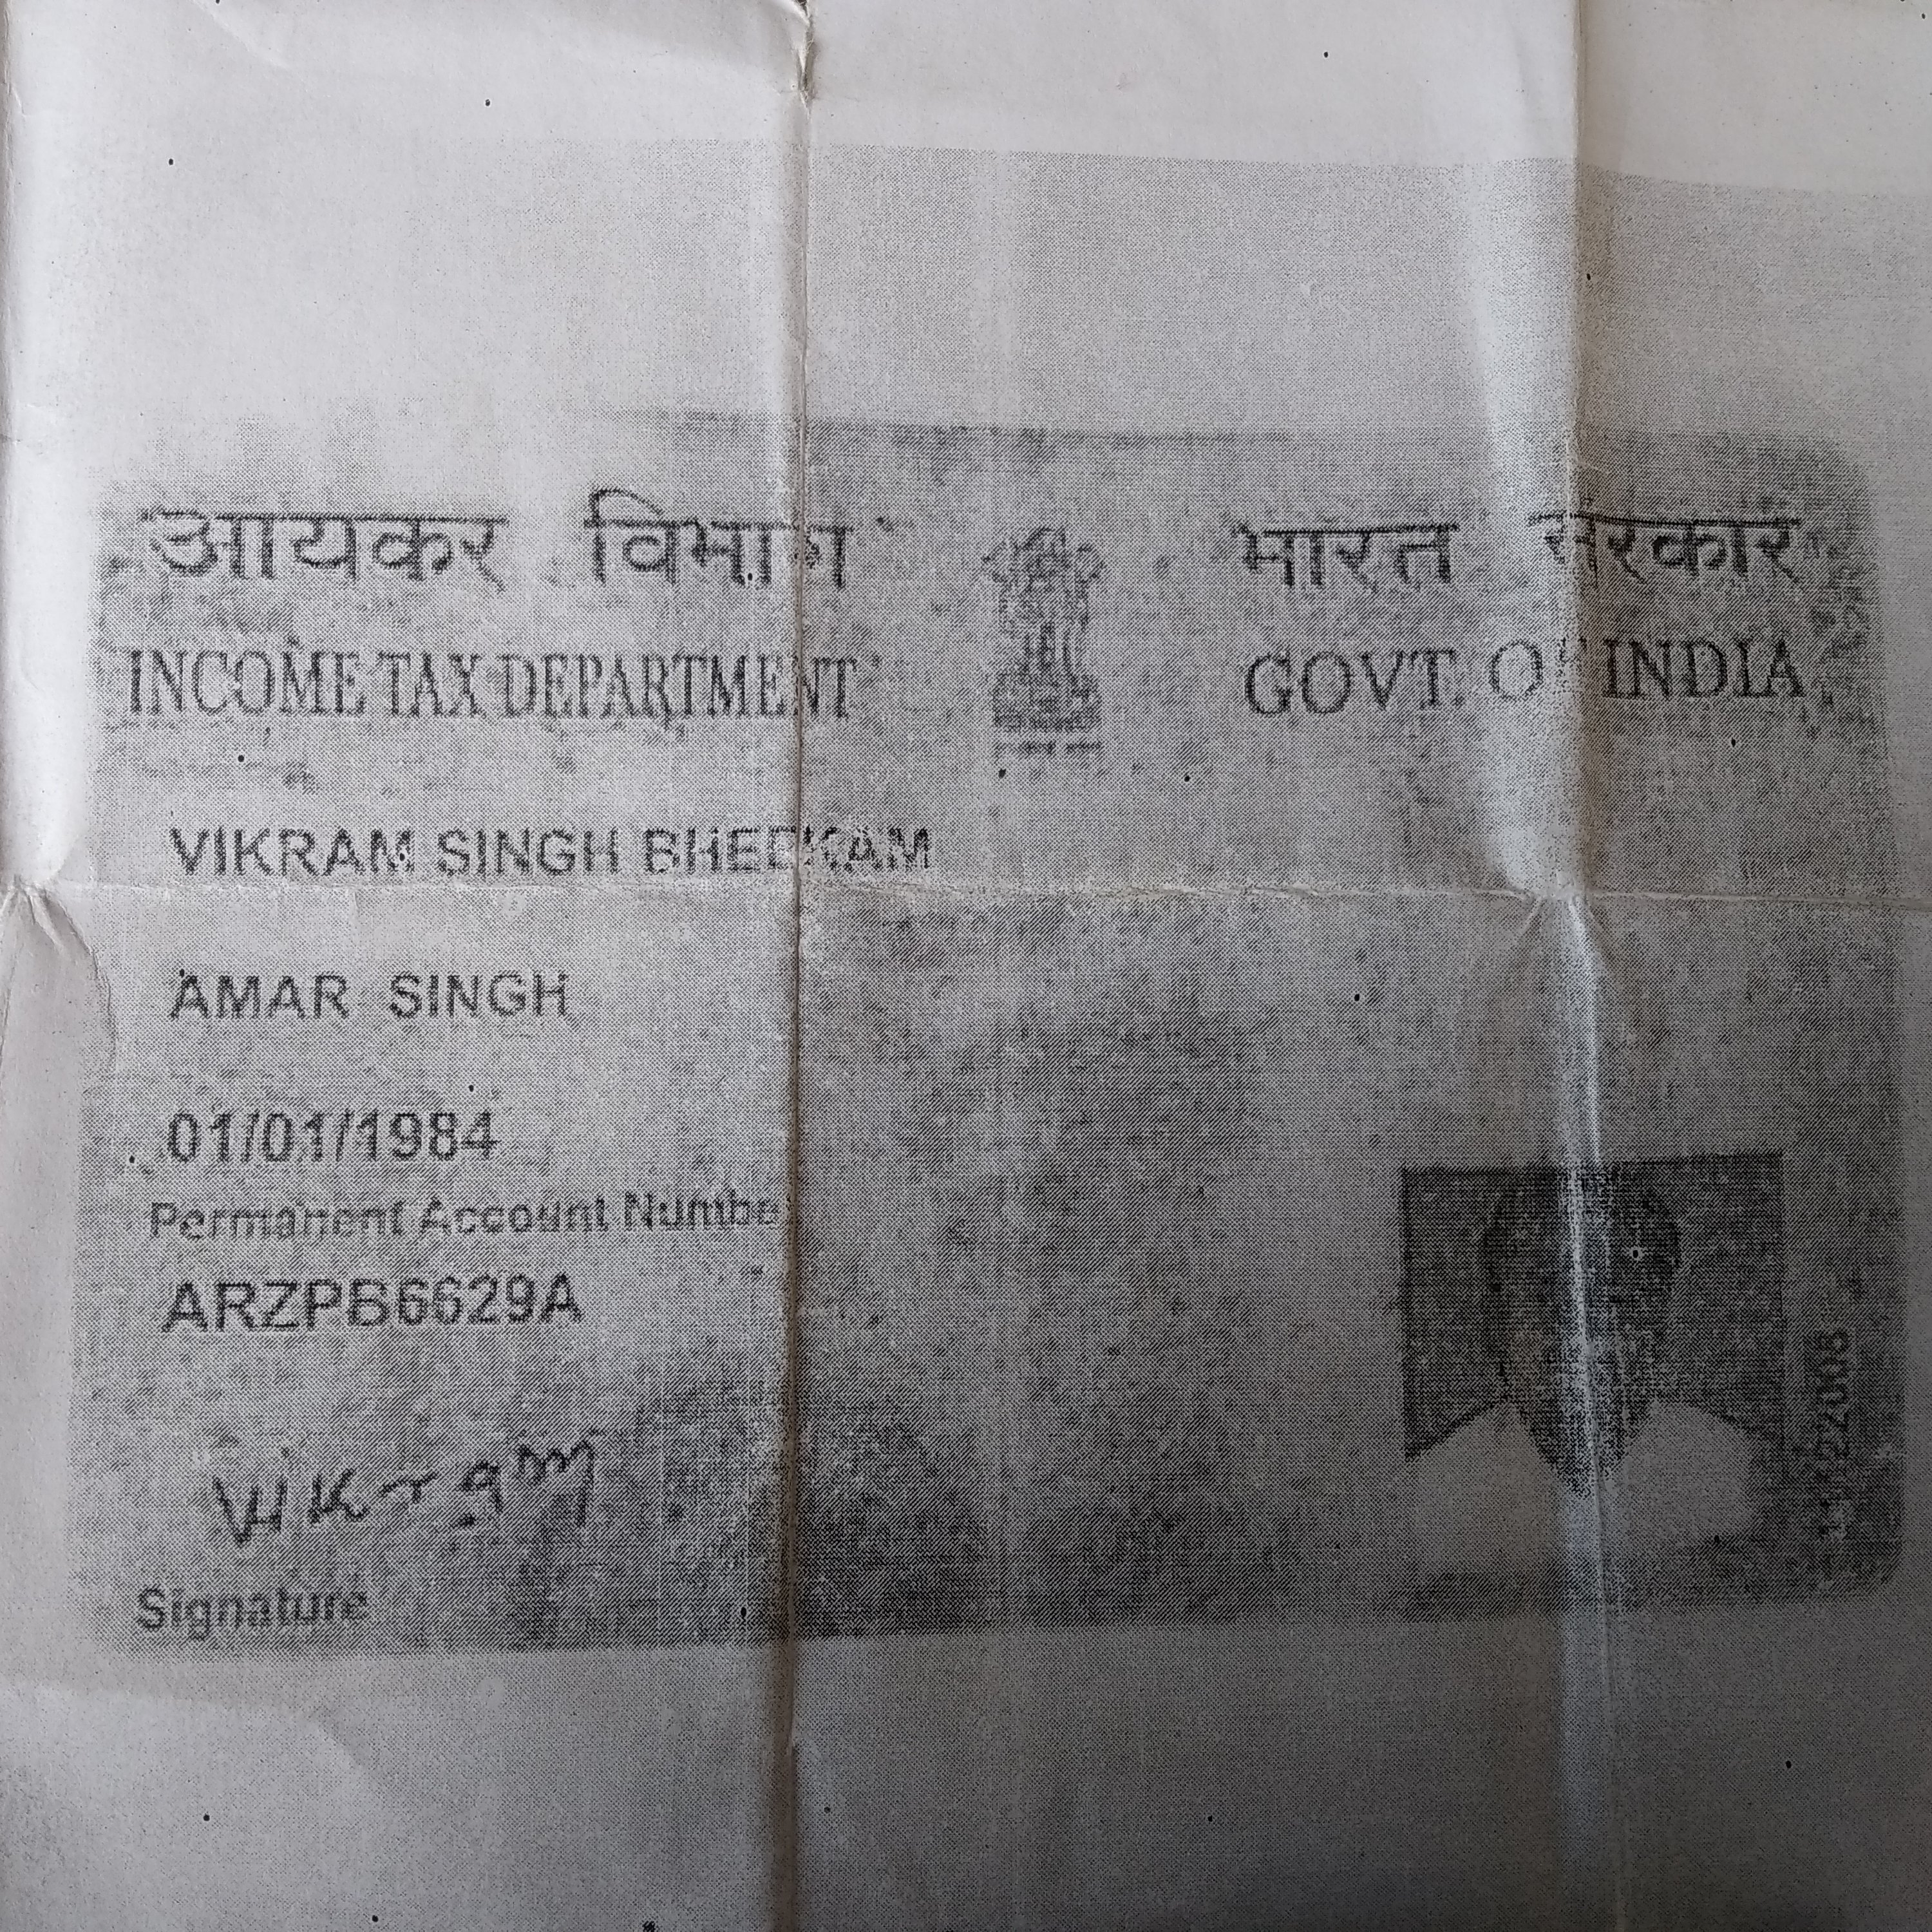 आयकर विभाग भारत सरकार
INCOME TAX DEPARTMENT GOVT. OF INDIA
VIKRAM SINGH BHEEKAM
AMAR SINGH
01/01/1984
Permanent Account Number
ARZPB6629A
Vikram
Signature